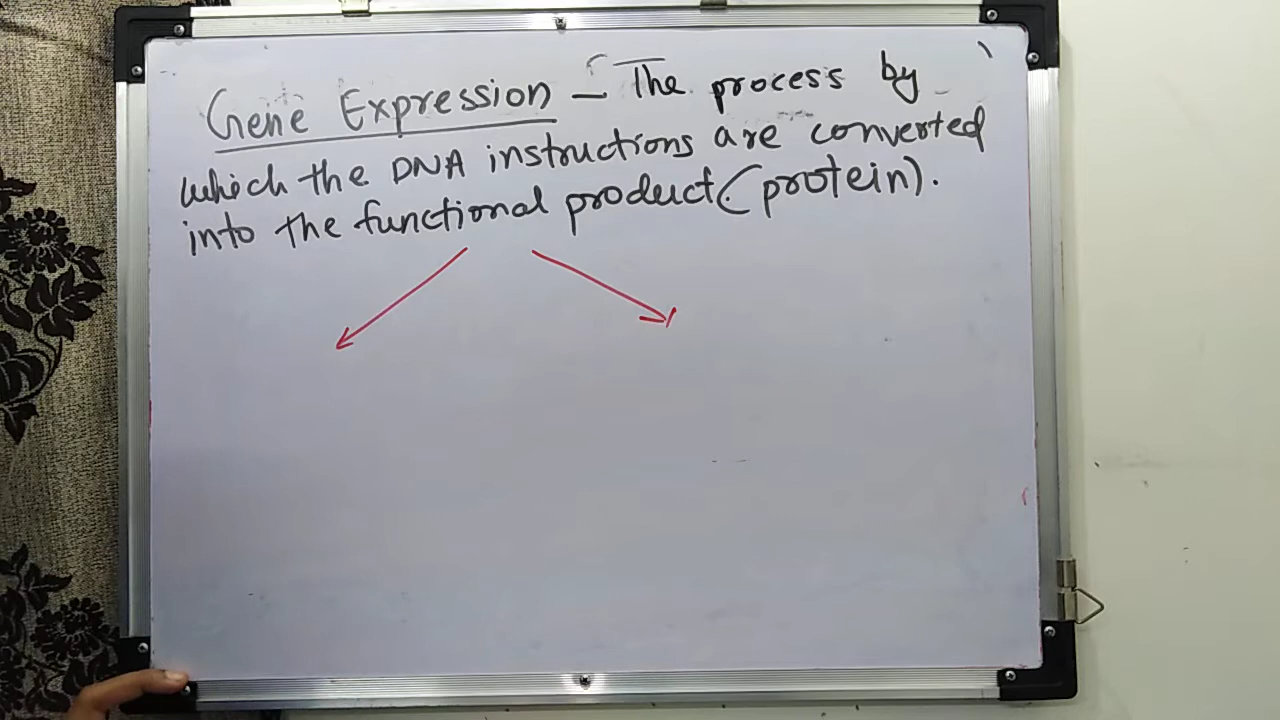 Gene Expression - The process by
which the DNA instructions are converted
into the functional product (protein).